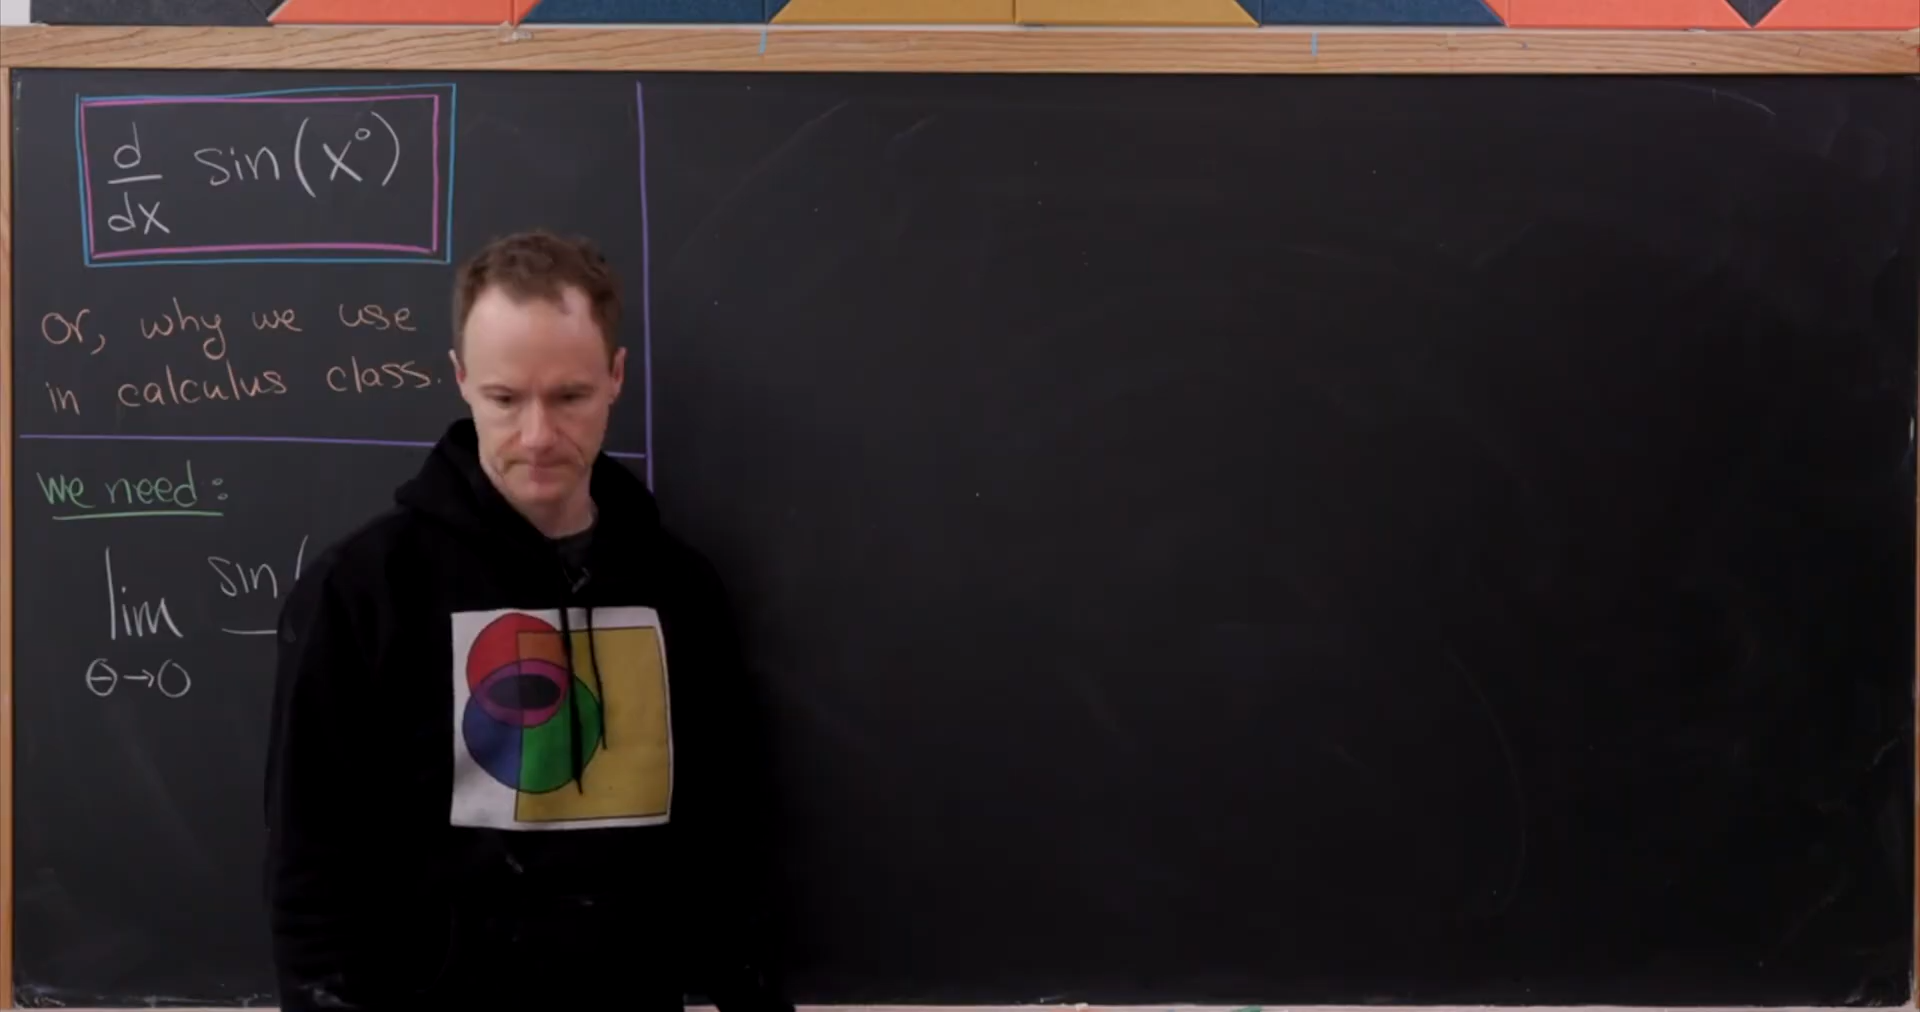 d/dx sin(x°)
or, why we use
in calculus class.
we need:
lim sin(
θ→0